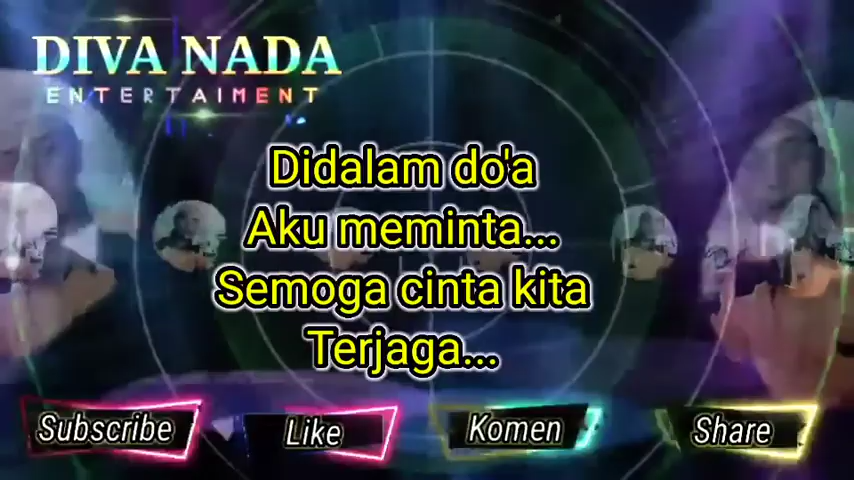 DIVA NADA
ENTERTAIMENT
Didalam do'a
Aku meminta...
Semoga cinta kita
Terjaga...
Subscribe
Like
Komen
Share